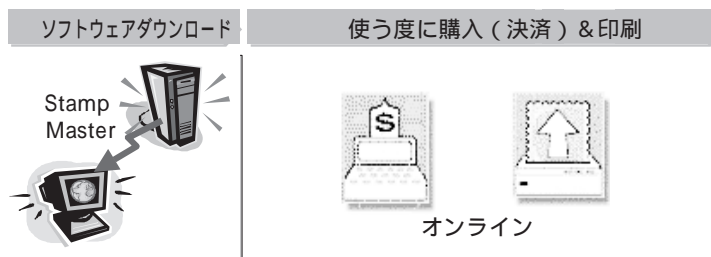 ソフトウェアダウンロード
使う度に購入（決済）＆印刷
Stamp
Master
S
オンライン